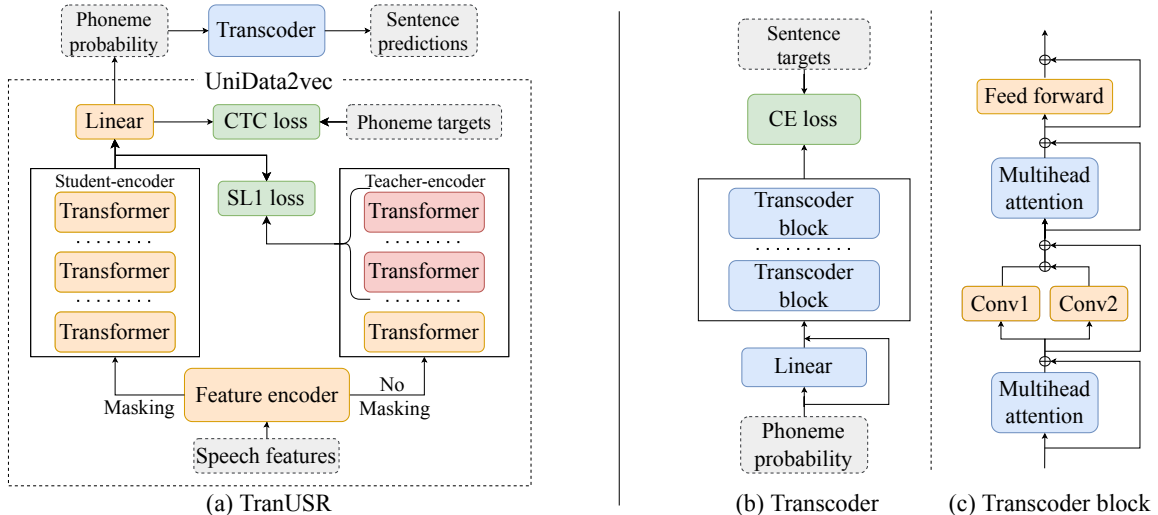 Phoneme
probability
Transcoder
Sentence
predictions
UniData2vec
Linear
CTC loss
Phoneme targets
Student-encoder
Transformer
. . . . . . . .
Transformer
. . . . . . . .
Transformer
SL1 loss
Teacher-encoder
Transformer
. . . . . . . .
Transformer
. . . . . . . .
Transformer
Masking
Feature encoder
No
Masking
Speech features
(a) TranUSR
Sentence
targets
CE loss
Transcoder
block
. . . . . . . . . . .
Transcoder
block
Linear
Phoneme
probability
(b) Transcoder
Feed forward
Multihead
attention
Conv1
Conv2
Multihead
attention
(c) Transcoder block